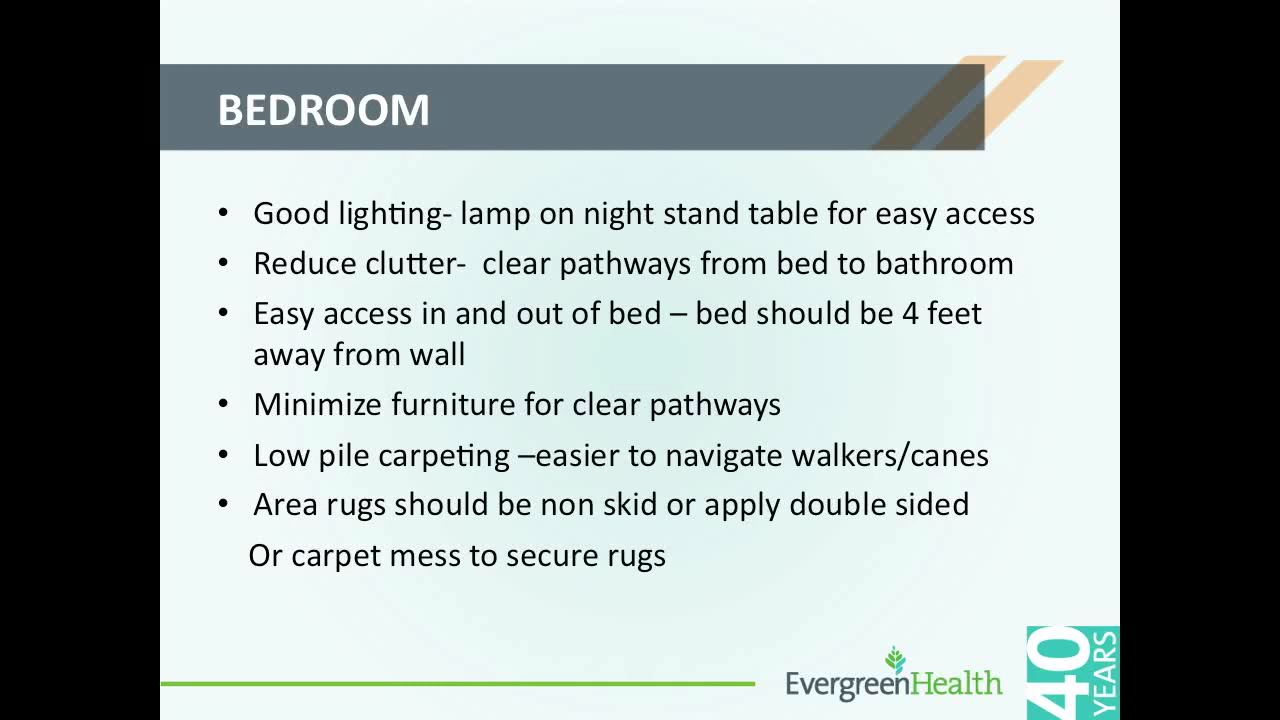 BEDROOM
• Good lighting- lamp on night stand table for easy access
• Reduce clutter-  clear pathways from bed to bathroom
• Easy access in and out of bed – bed should be 4 feet
away from wall
• Minimize furniture for clear pathways
• Low pile carpeting –easier to navigate walkers/canes
• Area rugs should be non skid or apply double sided
Or carpet mess to secure rugs
EvergreenHealth
40
YEARS